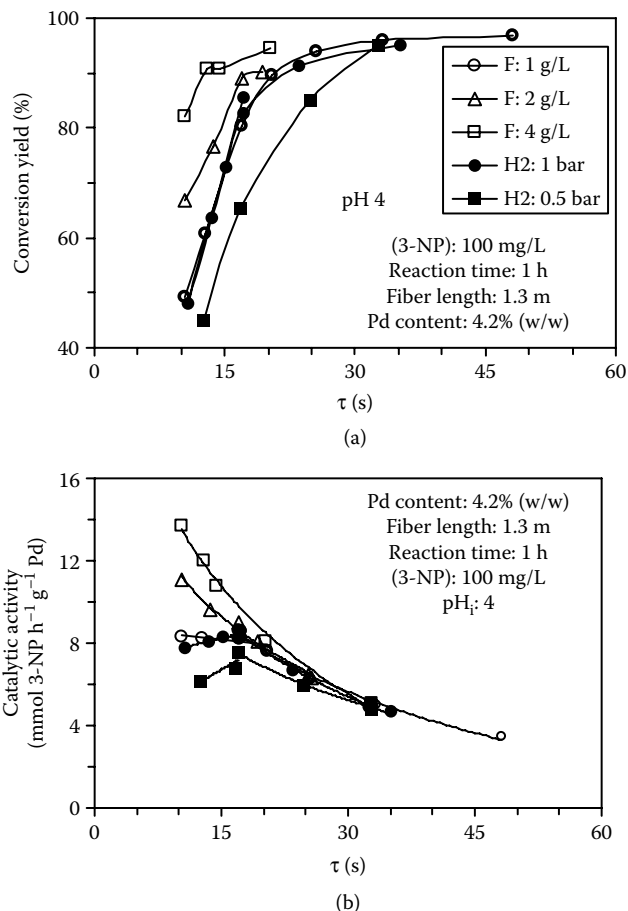 100
90
80
70
60
50
40
Conversion yield (%)
F: 1 g/L
F: 2 g/L
F: 4 g/L
H2: 1 bar
H2: 0.5 bar
pH 4
(3-NP): 100 mg/L
Reaction time: 1 h
Fiber length: 1.3 m
Pd content: 4.2% (w/w)
0 15 30 45 60
τ (s)
(a)
16
12
8
4
0
Catalytic activity
(mmol 3-NP h⁻¹ g⁻¹ Pd)
Pd content: 4.2% (w/w)
Fiber length: 1.3 m
Reaction time: 1 h
(3-NP): 100 mg/L
pHᵢ: 4
0 15 30 45 60
τ (s)
(b)